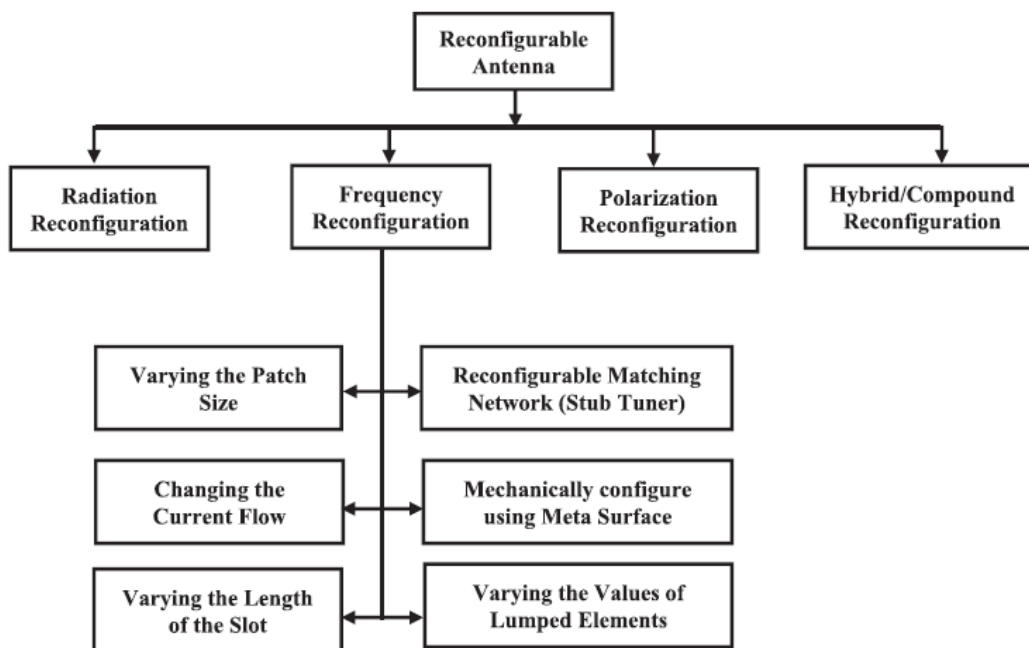 Reconfigurable
Antenna
Radiation
Reconfiguration
Frequency
Reconfiguration
Polarization
Reconfiguration
Hybrid/Compound
Reconfiguration
Varying the Patch
Size
Reconfigurable Matching
Network (Stub Tuner)
Changing the
Current Flow
Mechanically configure
using Meta Surface
Varying the Length
of the Slot
Varying the Values of
Lumped Elements